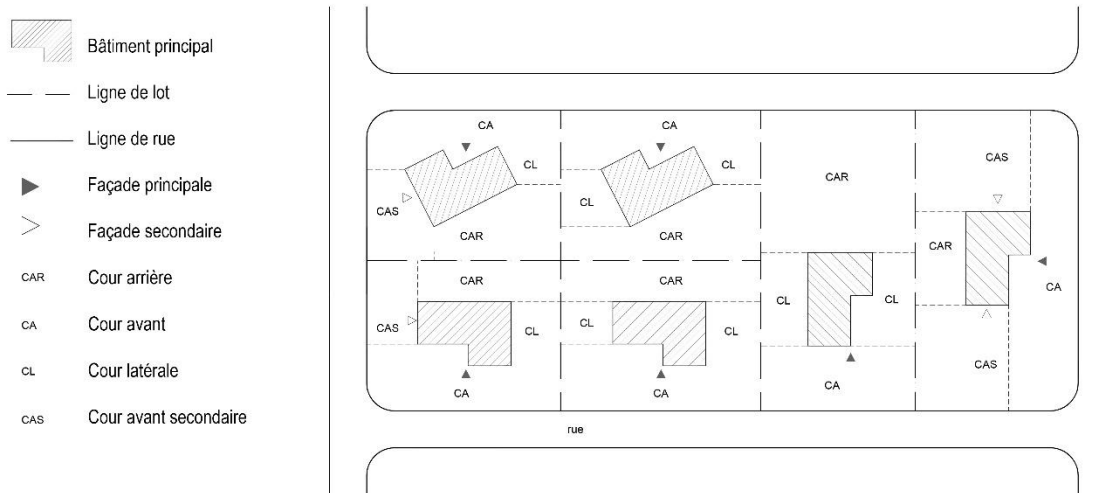 Bâtiment principal
Ligne de lot
Ligne de rue
Façade principale
Façade secondaire
CAR Cour arrière
CA Cour avant
CL Cour latérale
CAS Cour avant secondaire
CA CA
CL CL CAS
CAR
CAS CL
CAR CAR CAR
CAR CAR CL CL CA
CAS CL CL CL
CAS
CA CA CA
rue